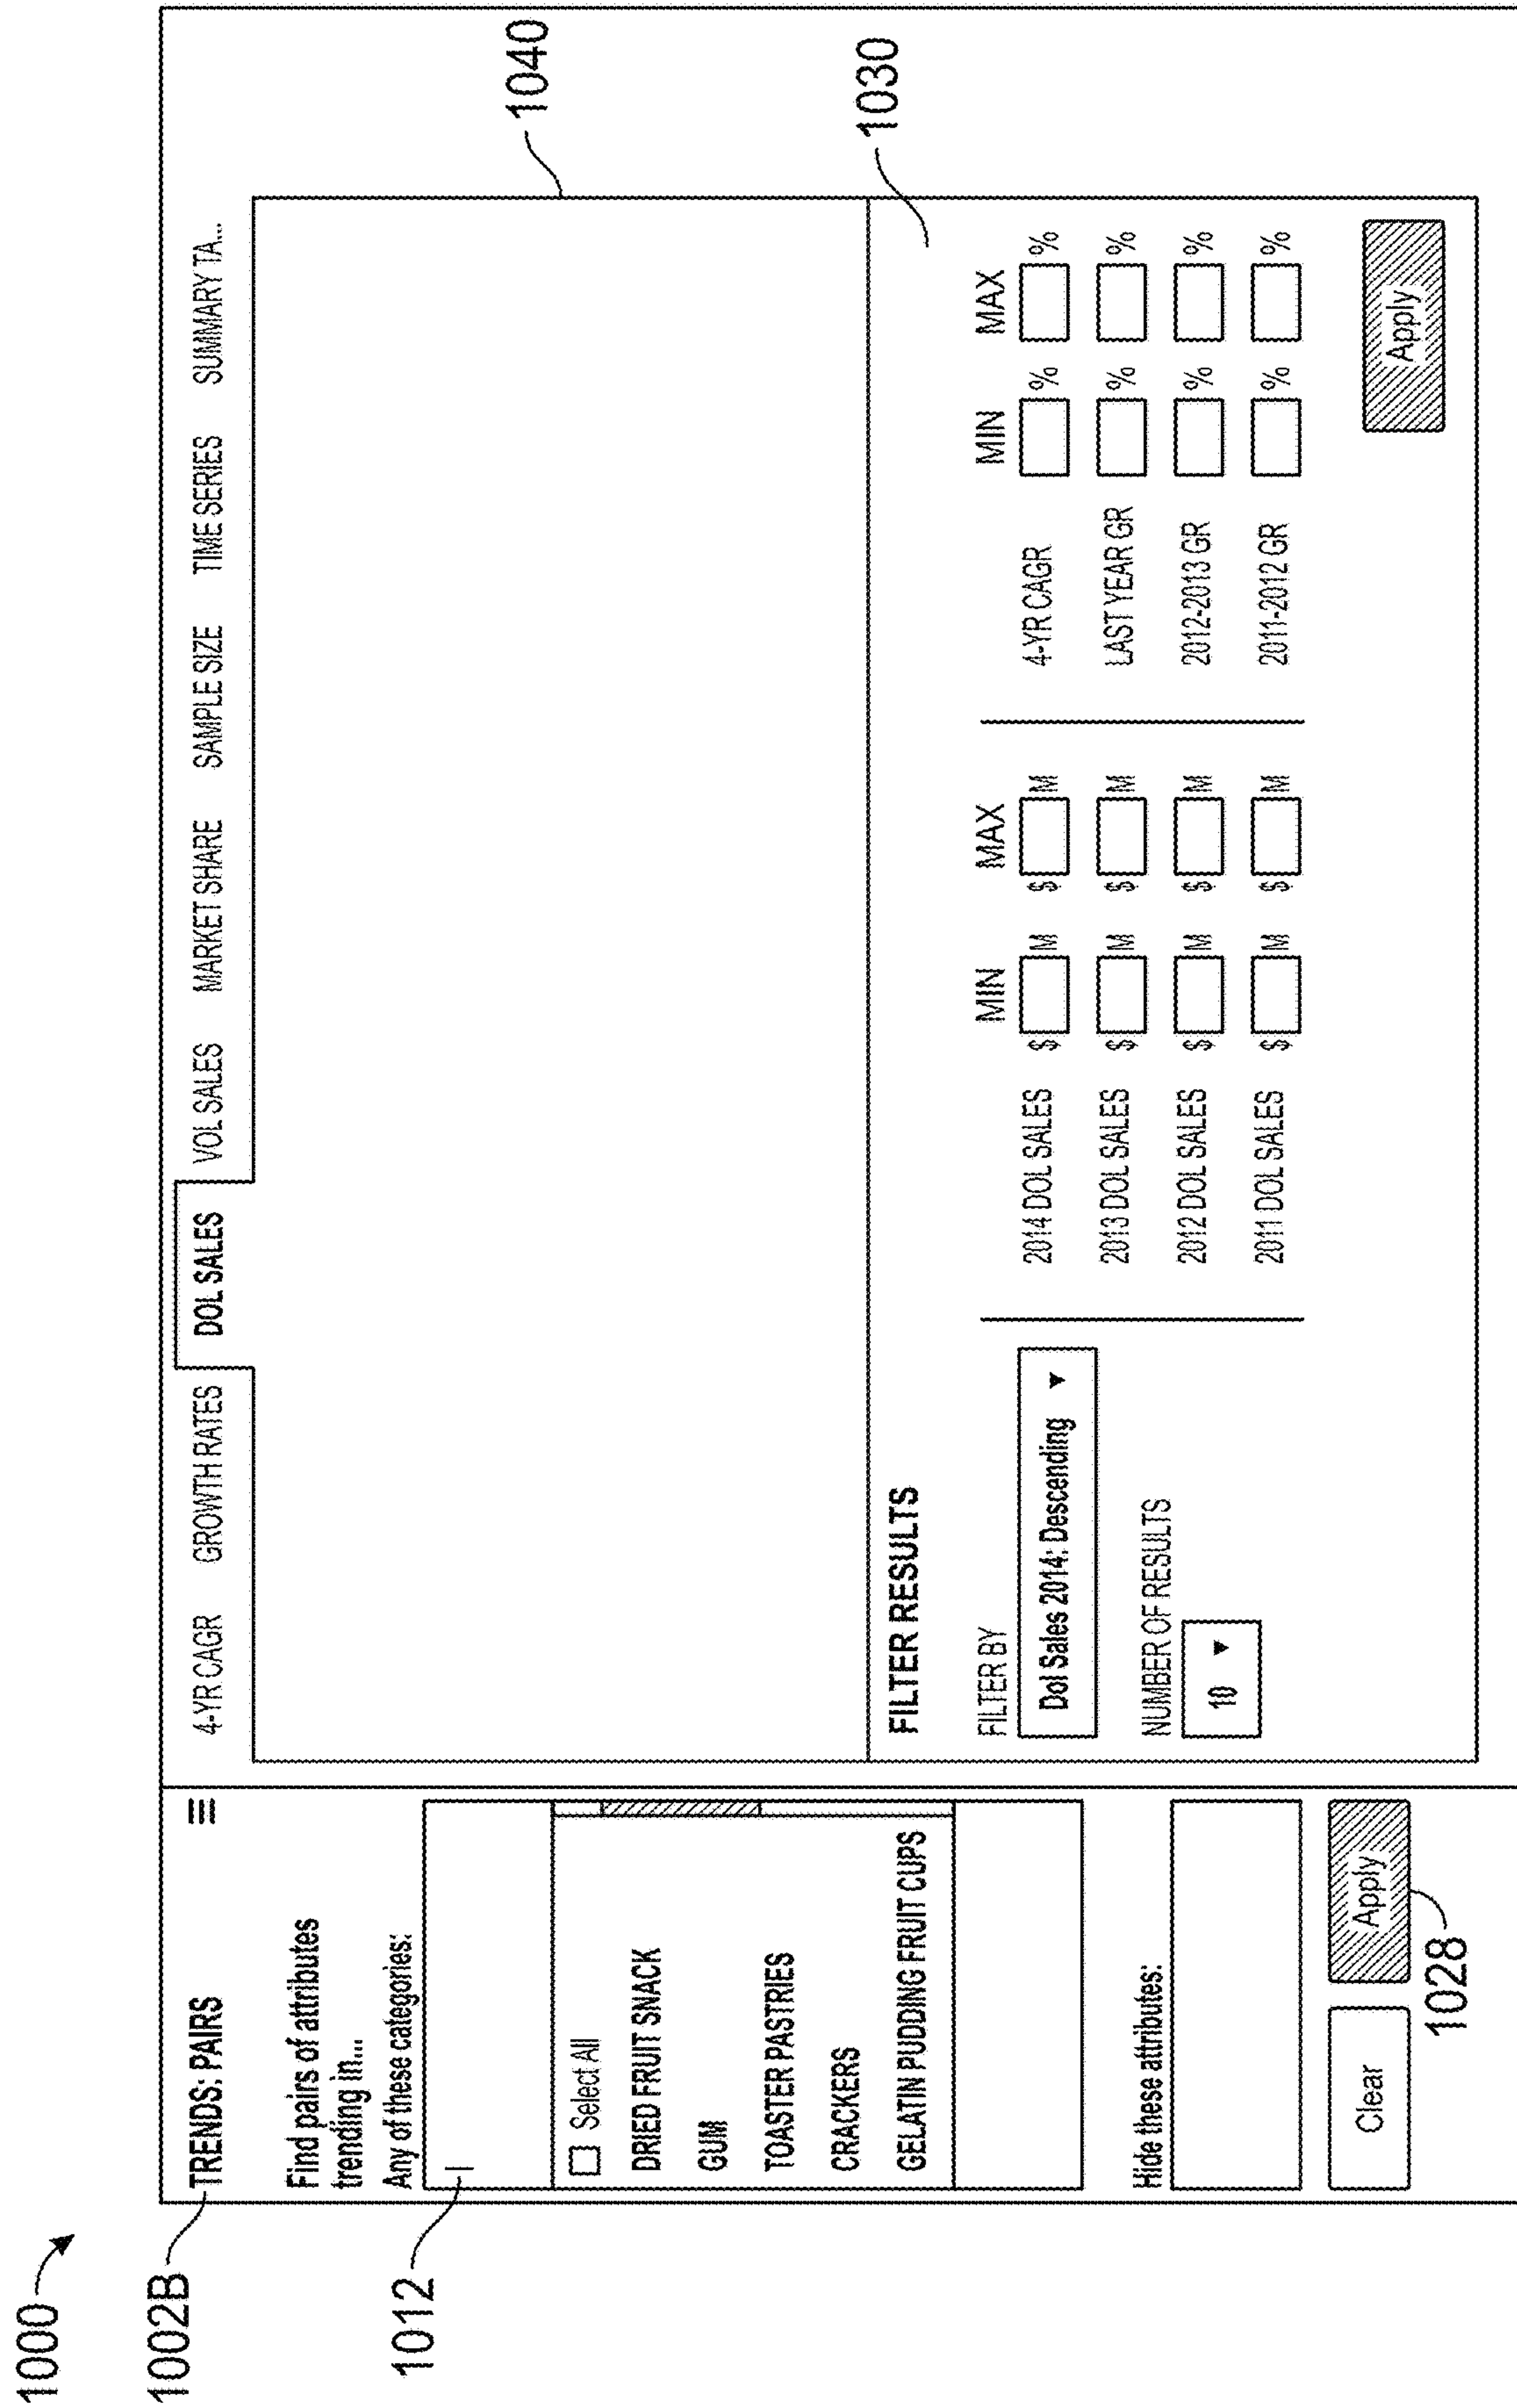 1000
1002B
TRENDS: PAIRS
4-YR CAGR GROWTH RATES DOL SALES VOL SALES MARKET SHARE SAMPLE SIZE TIME SERIES SUMMARY TA...
Find pairs of attributes
trending in...
Any of these categories:
1012
Select All
DRIED FRUIT SNACK
GUM
TOASTER PASTRIES
CRACKERS
GELATIN PUDDING FRUIT CUPS
Hide these attributes:
Clear Apply
1028
1040
1030
FILTER RESULTS
FILTER BY
Dol Sales 2014: Descending
NUMBER OF RESULTS
10
MIN MAX
2014 DOL SALES $ M $ M
2013 DOL SALES $ M $ M
2012 DOL SALES $ M $ M
2011 DOL SALES $ M $ M
MIN MAX
4-YR CAGR % %
LAST YEAR GR % %
2012-2013 GR % %
2011-2012 GR % %
Apply